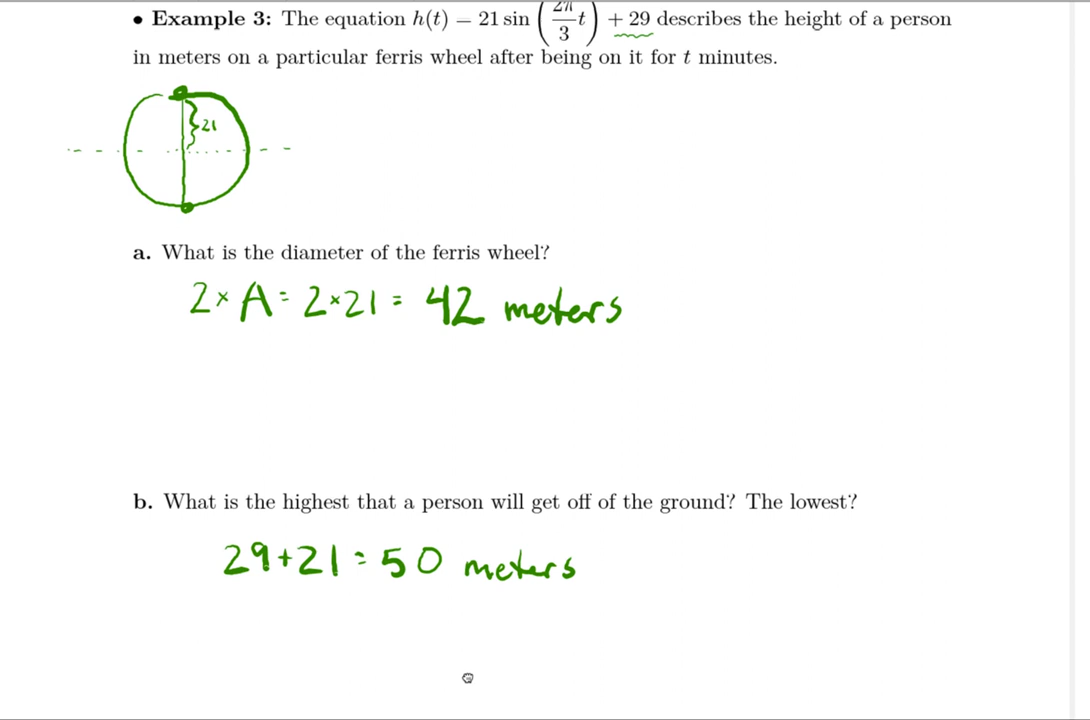 • Example 3: The equation h(t) = 21 sin (2π/3 t) + 29 describes the height of a person
in meters on a particular ferris wheel after being on it for t minutes.
21
a. What is the diameter of the ferris wheel?
2 × A = 2 × 21 = 42 meters
b. What is the highest that a person will get off of the ground? The lowest?
29 + 21 = 50 meters